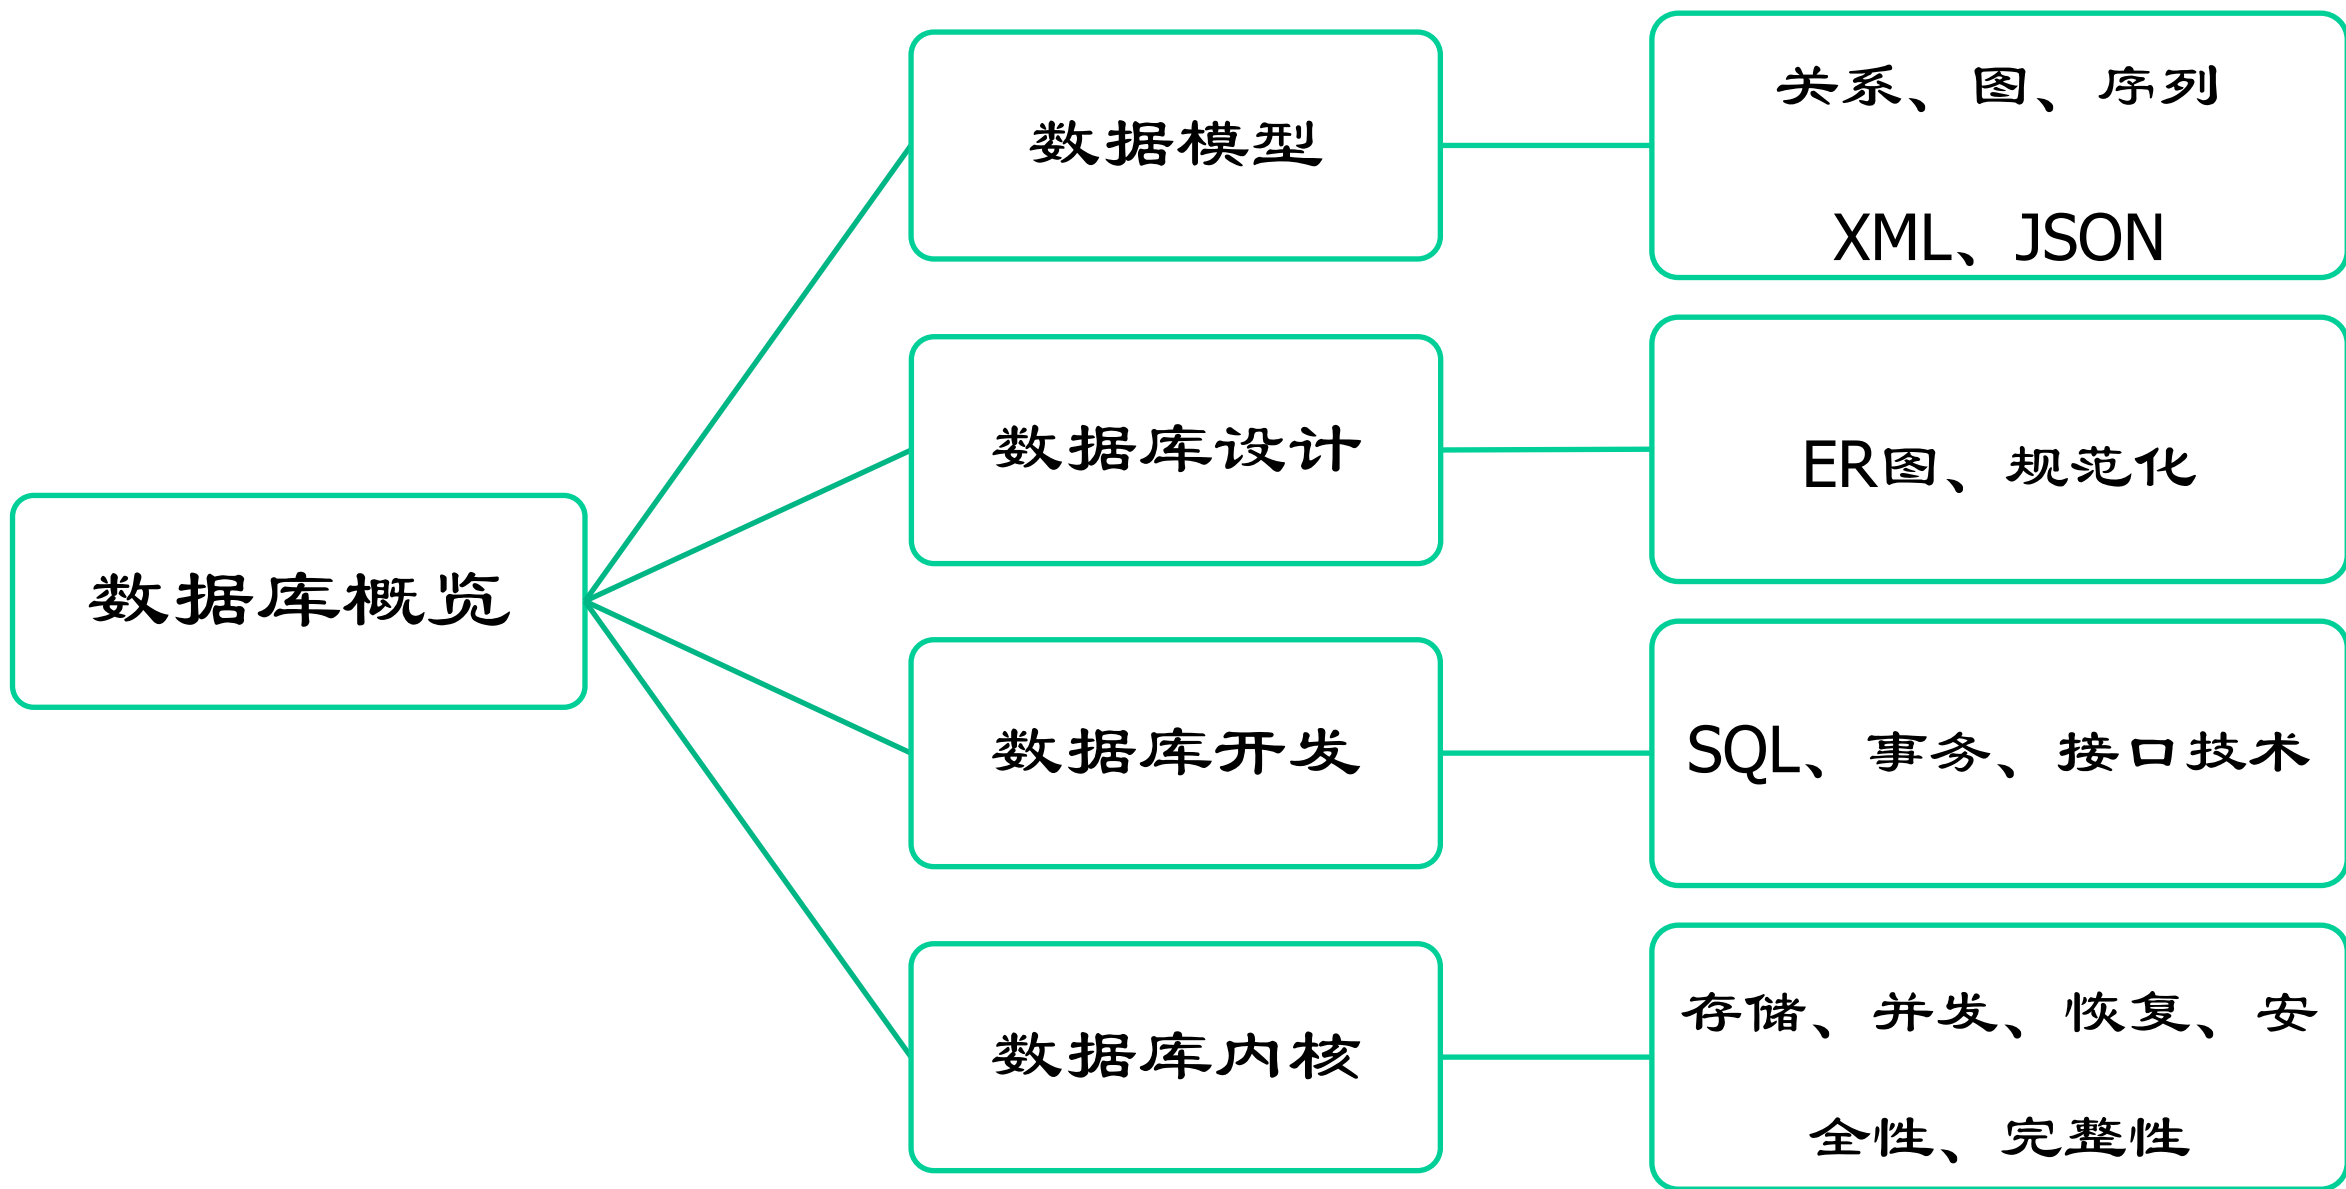 数据库概览
数据模型
关系、图、序列
XML、JSON
数据库设计
ER图、规范化
数据库开发
SQL、事务、接口技术
数据库内核
存储、并发、恢复、安
全性、完整性